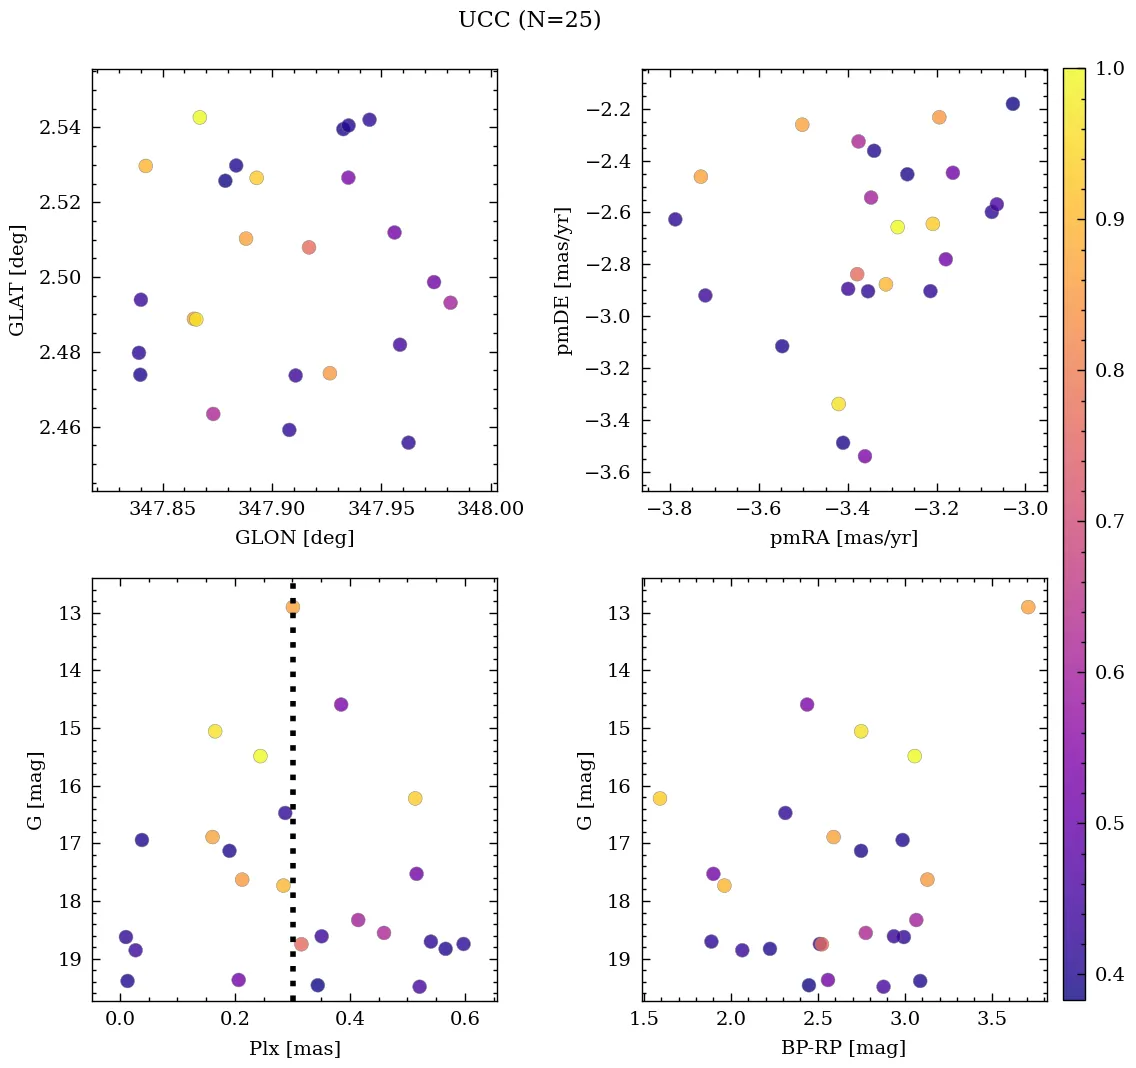 UCC (N=25)
2.54
2.52
2.50
2.48
2.46
GLAT [deg]
347.85 347.90 347.95 348.00
GLON [deg]
−2.2
−2.4
−2.6
−2.8
−3.0
−3.2
−3.4
−3.6
pmDE [mas/yr]
−3.8 −3.6 −3.4 −3.2 −3.0
pmRA [mas/yr]
13
14
15
16
17
18
19
G [mag]
0.0 0.2 0.4 0.6
Plx [mas]
13
14
15
16
17
18
19
G [mag]
1.5 2.0 2.5 3.0 3.5
BP-RP [mag]
1.0
0.9
0.8
0.7
0.6
0.5
0.4